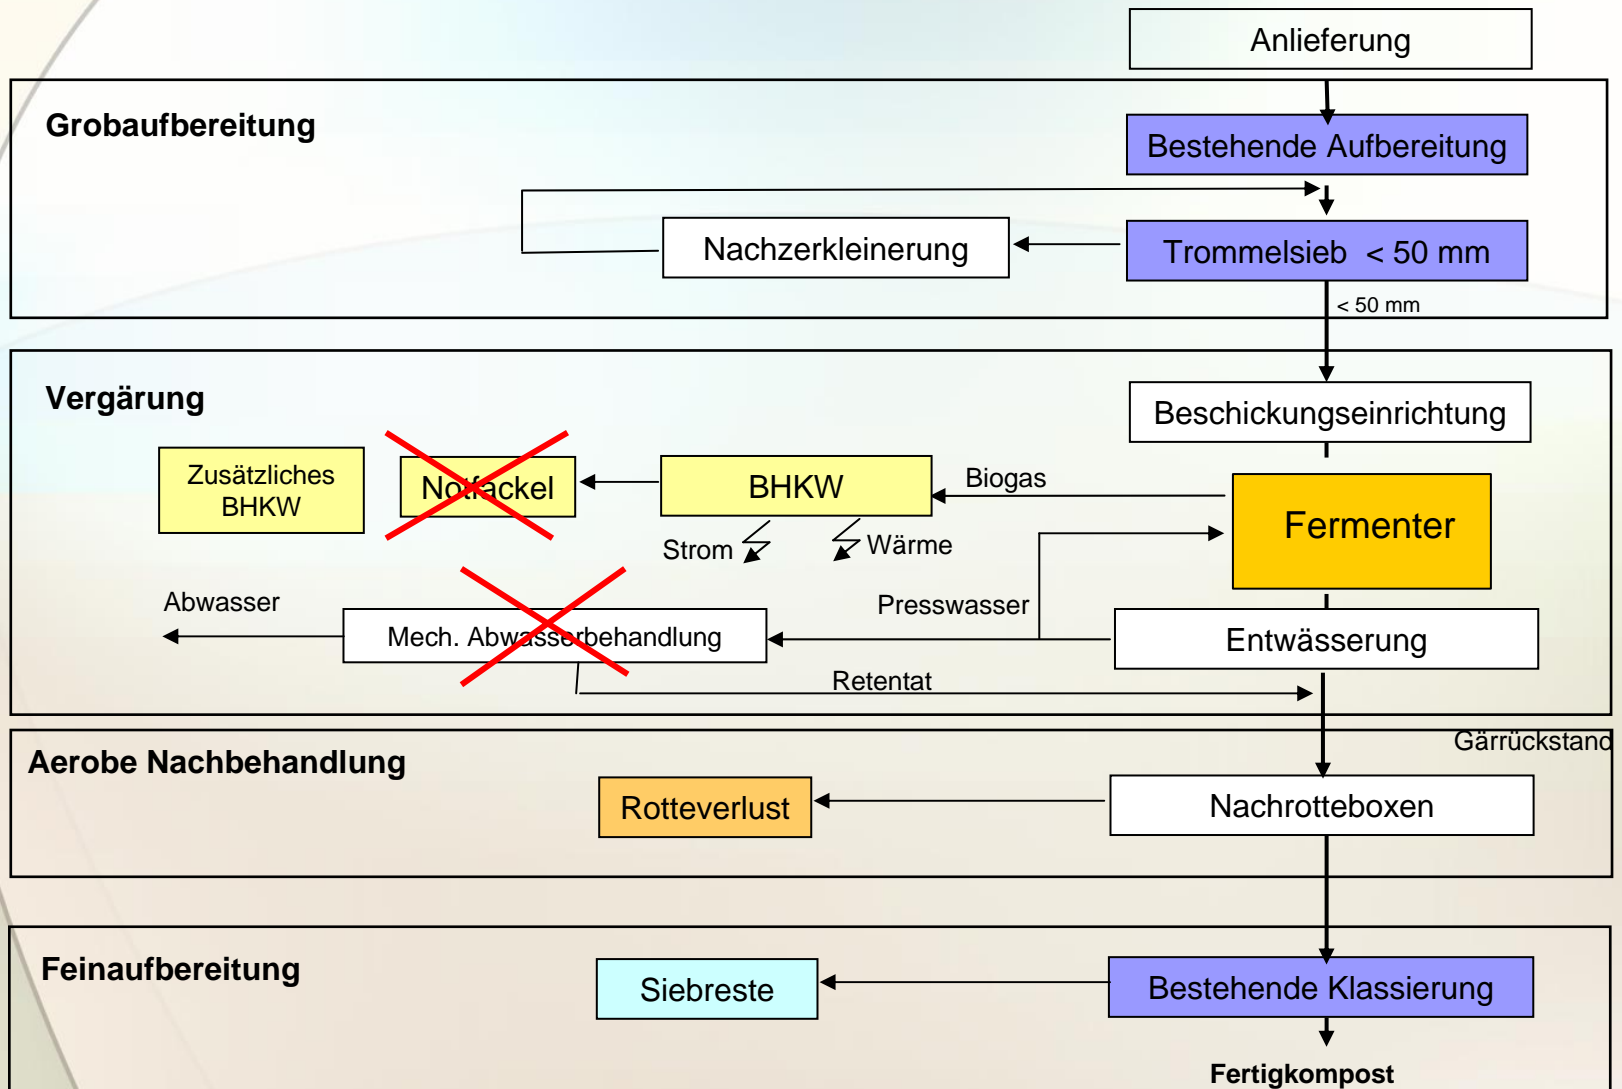 Anlieferung
Grobaufbereitung
Bestehende Aufbereitung
Nachzerkleinerung
Trommelsieb < 50 mm
< 50 mm
Vergärung
Beschickungseinrichtung
Zusätzliches
BHKW
Notfackel
BHKW
Biogas
Fermenter
Strom
Wärme
Abwasser
Presswasser
Mech. Abwasserbehandlung
Entwässerung
Retentat
Gärrückstand
Aerobe Nachbehandlung
Rotteverlust
Nachrotteboxen
Feinaufbereitung
Siebreste
Bestehende Klassierung
Fertigkompost